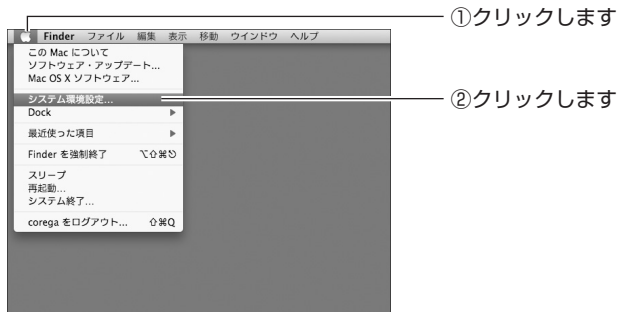 ①クリックします
Finder ファイル 編集 表示 移動 ウインドウ ヘルプ
この Mac について
ソフトウェア・アップデート...
Mac OS X ソフトウェア...
システム環境設定...
②クリックします
Dock ▶
最近使った項目 ▶
Finder を強制終了 ⌥⇧⌘⎋
スリープ
再起動...
システム終了...
corega をログアウト... ⇧⌘Q